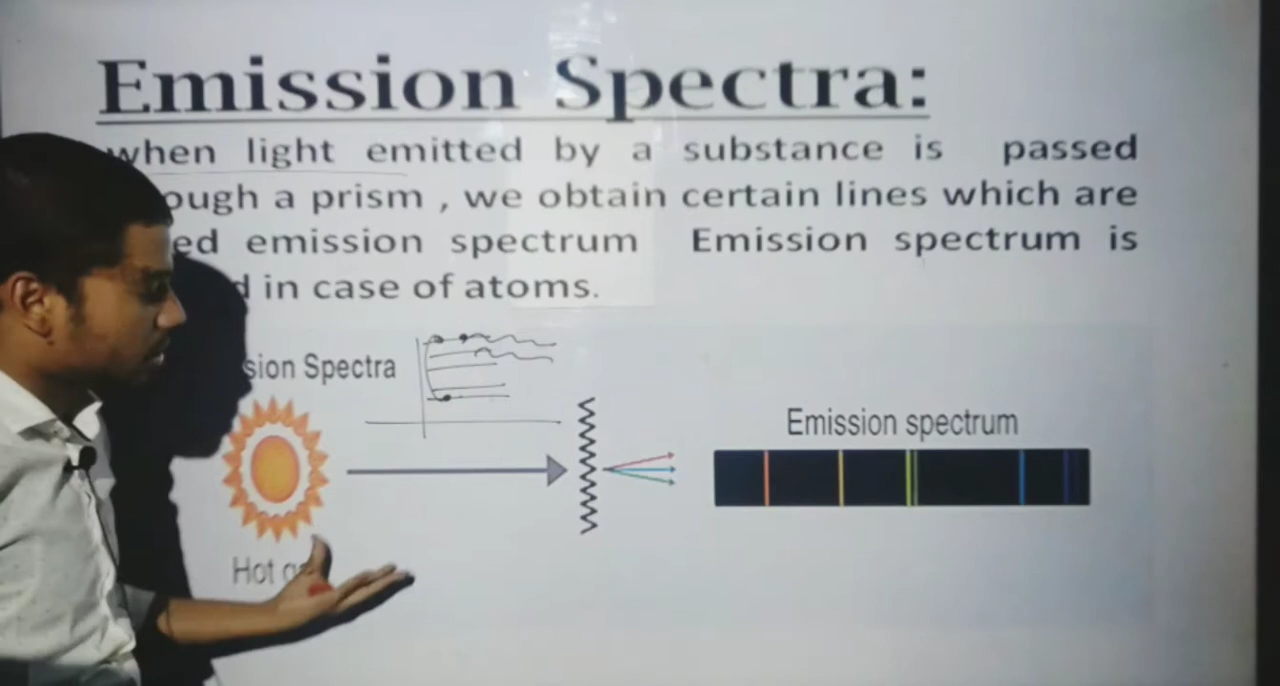 Emission Spectra:
when light emitted by a substance is passed
ough a prism , we obtain certain lines which are
ed emission spectrum Emission spectrum is
d in case of atoms.
sion Spectra
Emission spectrum
Hot